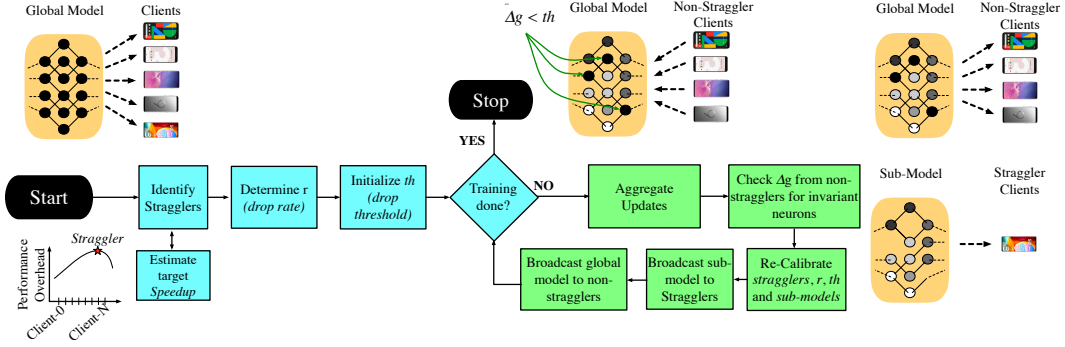 Global Model
Clients
Δg < th
Global Model
Non-Straggler
Clients
Global Model
Non-Straggler
Clients
Stop
YES
Start
Identify
Stragglers
Determine r
(drop rate)
Initialize th
(drop
threshold)
Training
done?
NO
Aggregate
Updates
Check Δg from non-
stragglers for invariant
neurons
Sub-Model
Straggler
Clients
Performance
Overhead
Straggler
Client-0
Client-N
Estimate
target
Speedup
Broadcast global
model to non-
stragglers
Broadcast sub-
model to
Stragglers
Re-Calibrate
stragglers, r, th
and sub-models